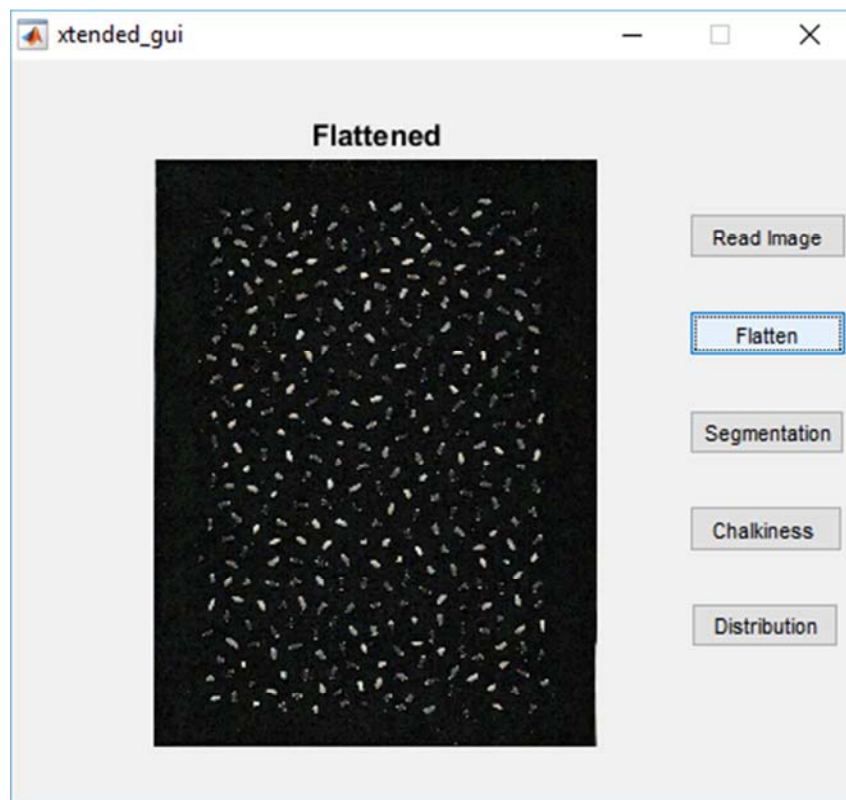 xtended_gui
Flattened
Read Image
Flatten
Segmentation
Chalkiness
Distribution